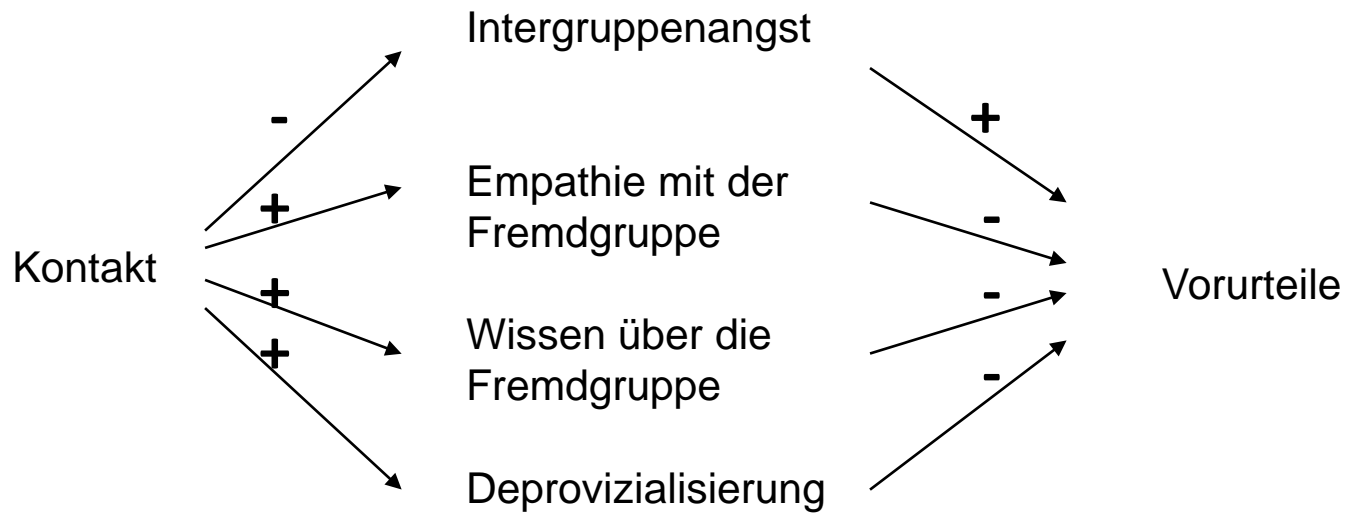 Intergruppenangst
-
+
Empathie mit der
Fremdgruppe
+
-
Kontakt
Vorurteile
+
-
Wissen über die
Fremdgruppe
+
-
Deprovizialisierung